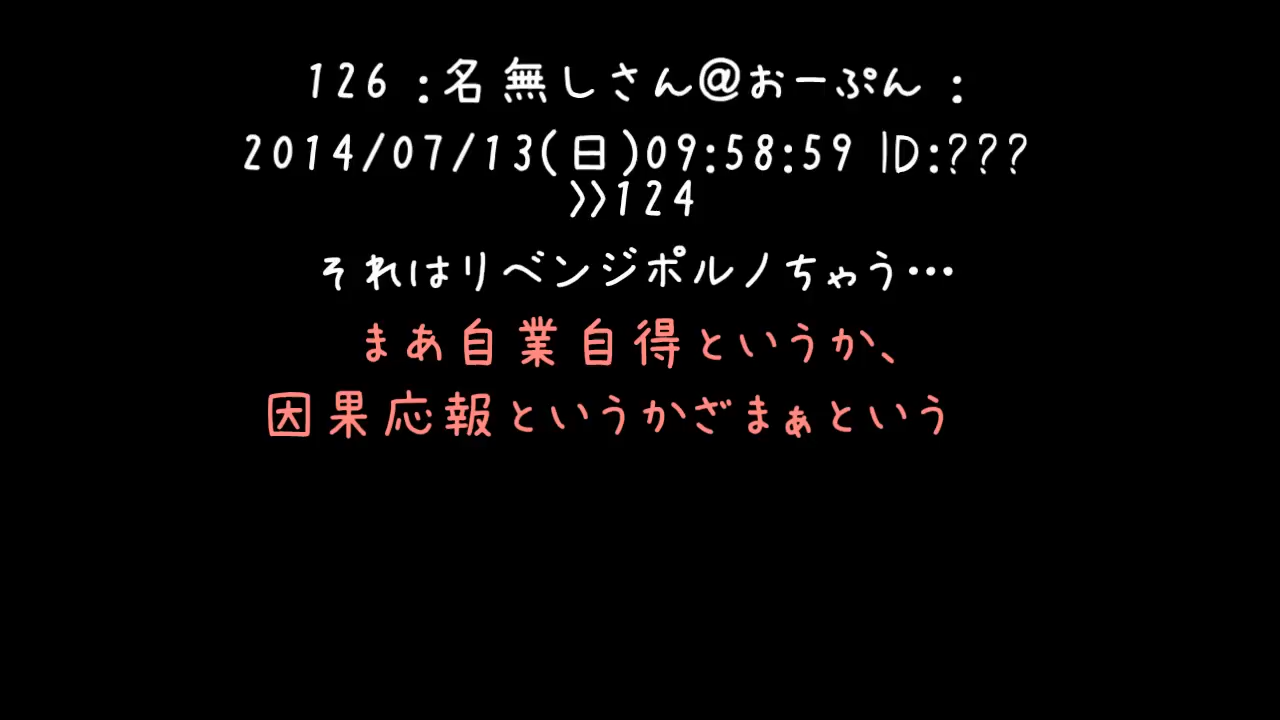 126 :名無しさん@おーぷん :
2014/07/13(日)09:58:59 ID:???
>>124
それはリベンジポルノちゃう…
まあ自業自得というか、
因果応報というかざまぁという